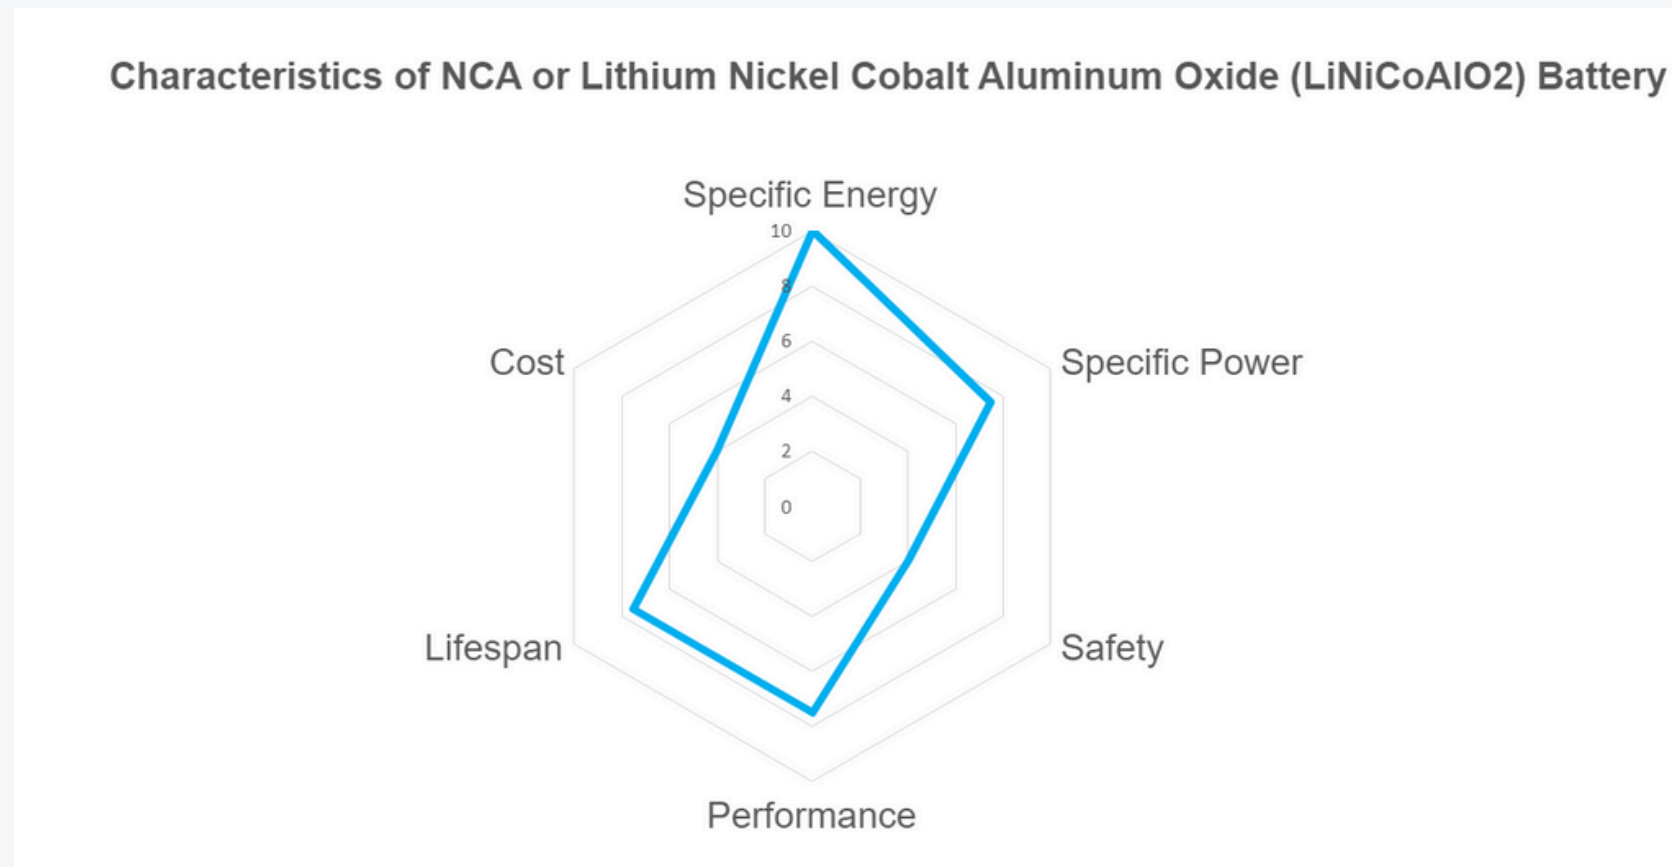 Characteristics of NCA or Lithium Nickel Cobalt Aluminum Oxide (LiNiCoAlO2) Battery
Specific Energy
10
8
6
Cost
Specific Power
4
2
0
Lifespan
Safety
Performance